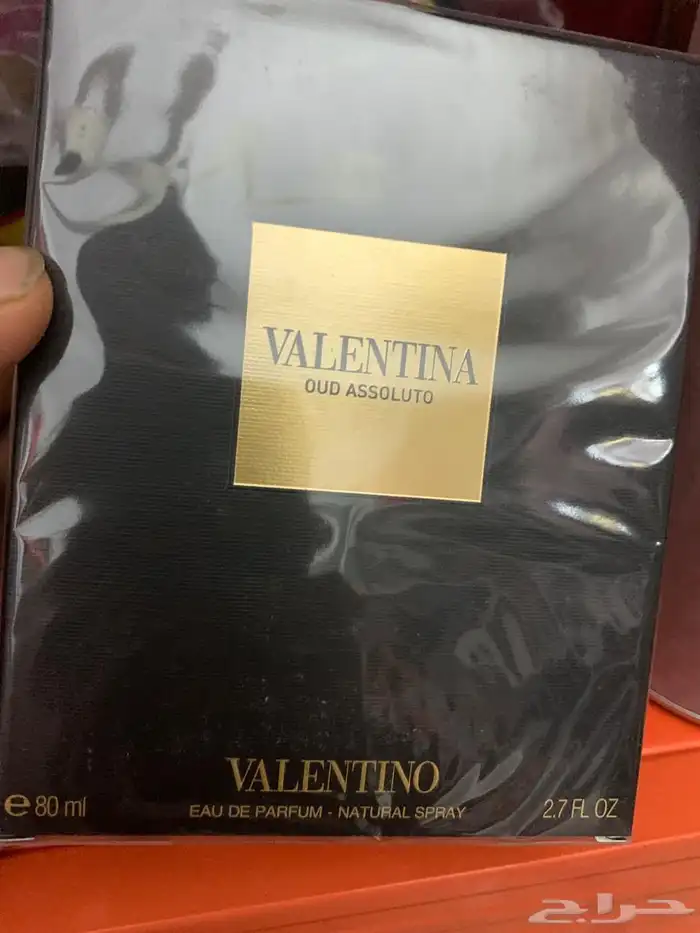 VALENTINA
OUD ASSOLUTO
VALENTINO
e 80 ml EAU DE PARFUM - NATURAL SPRAY 2.7 FL OZ
حراج